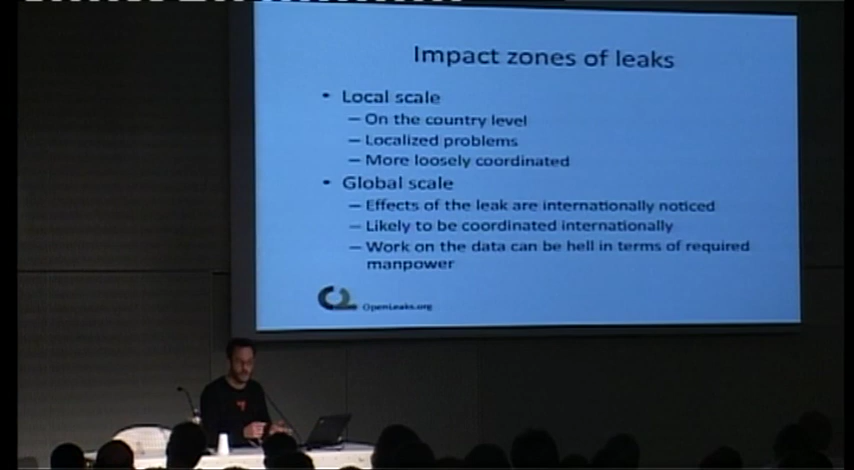 Impact zones of leaks
• Local scale
– On the country level
– Localized problems
– More loosely coordinated
• Global scale
– Effects of the leak are internationally noticed
– Likely to be coordinated internationally
– Work on the data can be hell in terms of required
manpower
OpenLeaks.org